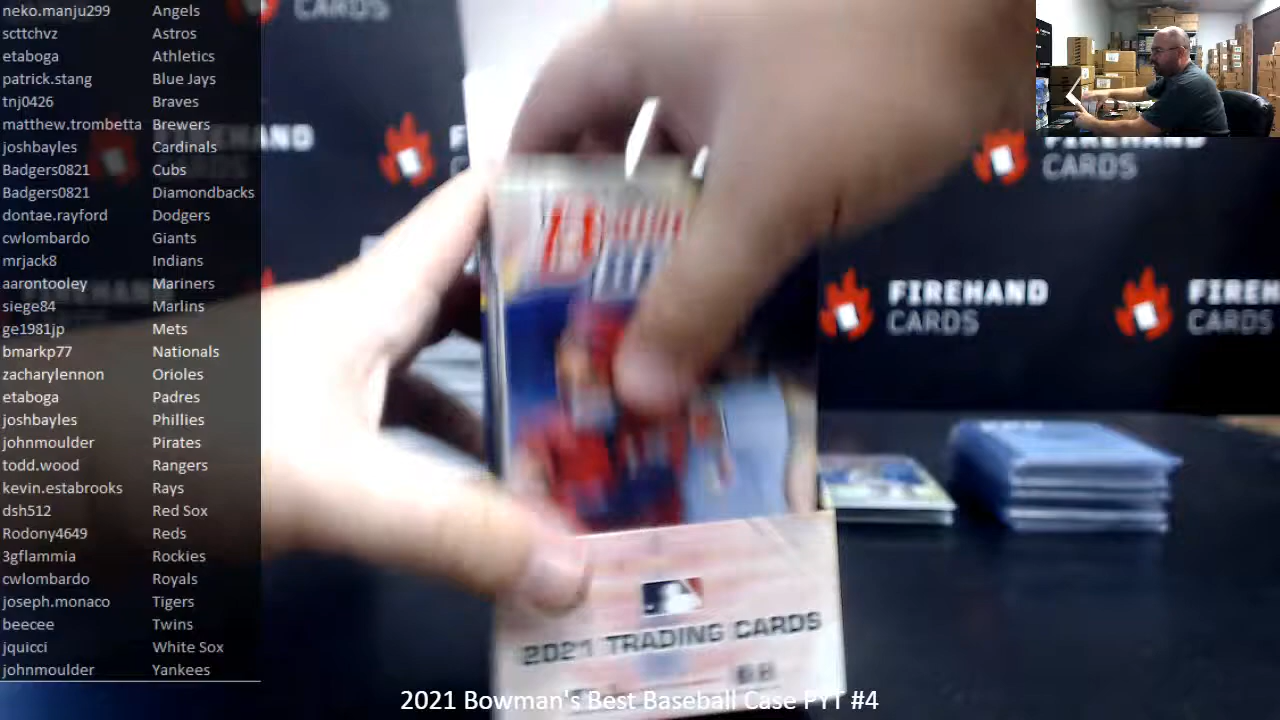 neko.manju299 Angels
scttchvz Astros
etaboga Athletics
patrick.stang Blue Jays
tnj0426 Braves
matthew.trombetta Brewers
joshbayles Cardinals
Badgers0821 Cubs
Badgers0821 Diamondbacks
dontae.rayford Dodgers
cwlombardo Giants
mrjack8 Indians
aarontooley Mariners
siege84 Marlins
ge1981jp Mets
bmarkp77 Nationals
zacharylennon Orioles
etaboga Padres
joshbayles Phillies
johnmoulder Pirates
todd.wood Rangers
kevin.estabrooks Rays
dsh512 Red Sox
Rodony4649 Reds
3gflammia Rockies
cwlombardo Royals
joseph.monaco Tigers
beecee Twins
jquicci White Sox
johnmoulder Yankees
CARDS
CARDS
FIREHAND
CARDS
FIREH
CARDS
2021 TRADING CARDS
2021 Bowman's Best Baseball Case PYT #4